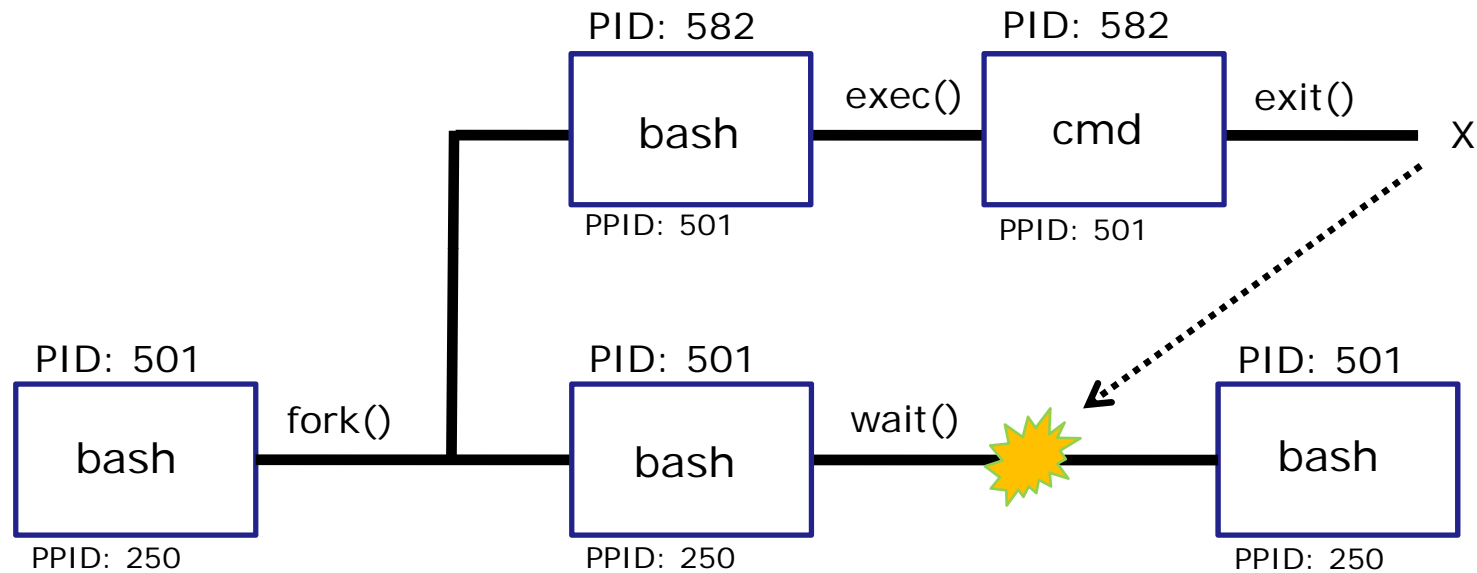 PID: 582
PID: 582
bash
exec()
cmd
exit()
X
PPID: 501
PPID: 501
PID: 501
PID: 501
PID: 501
bash
fork()
bash
wait()
bash
PPID: 250
PPID: 250
PPID: 250